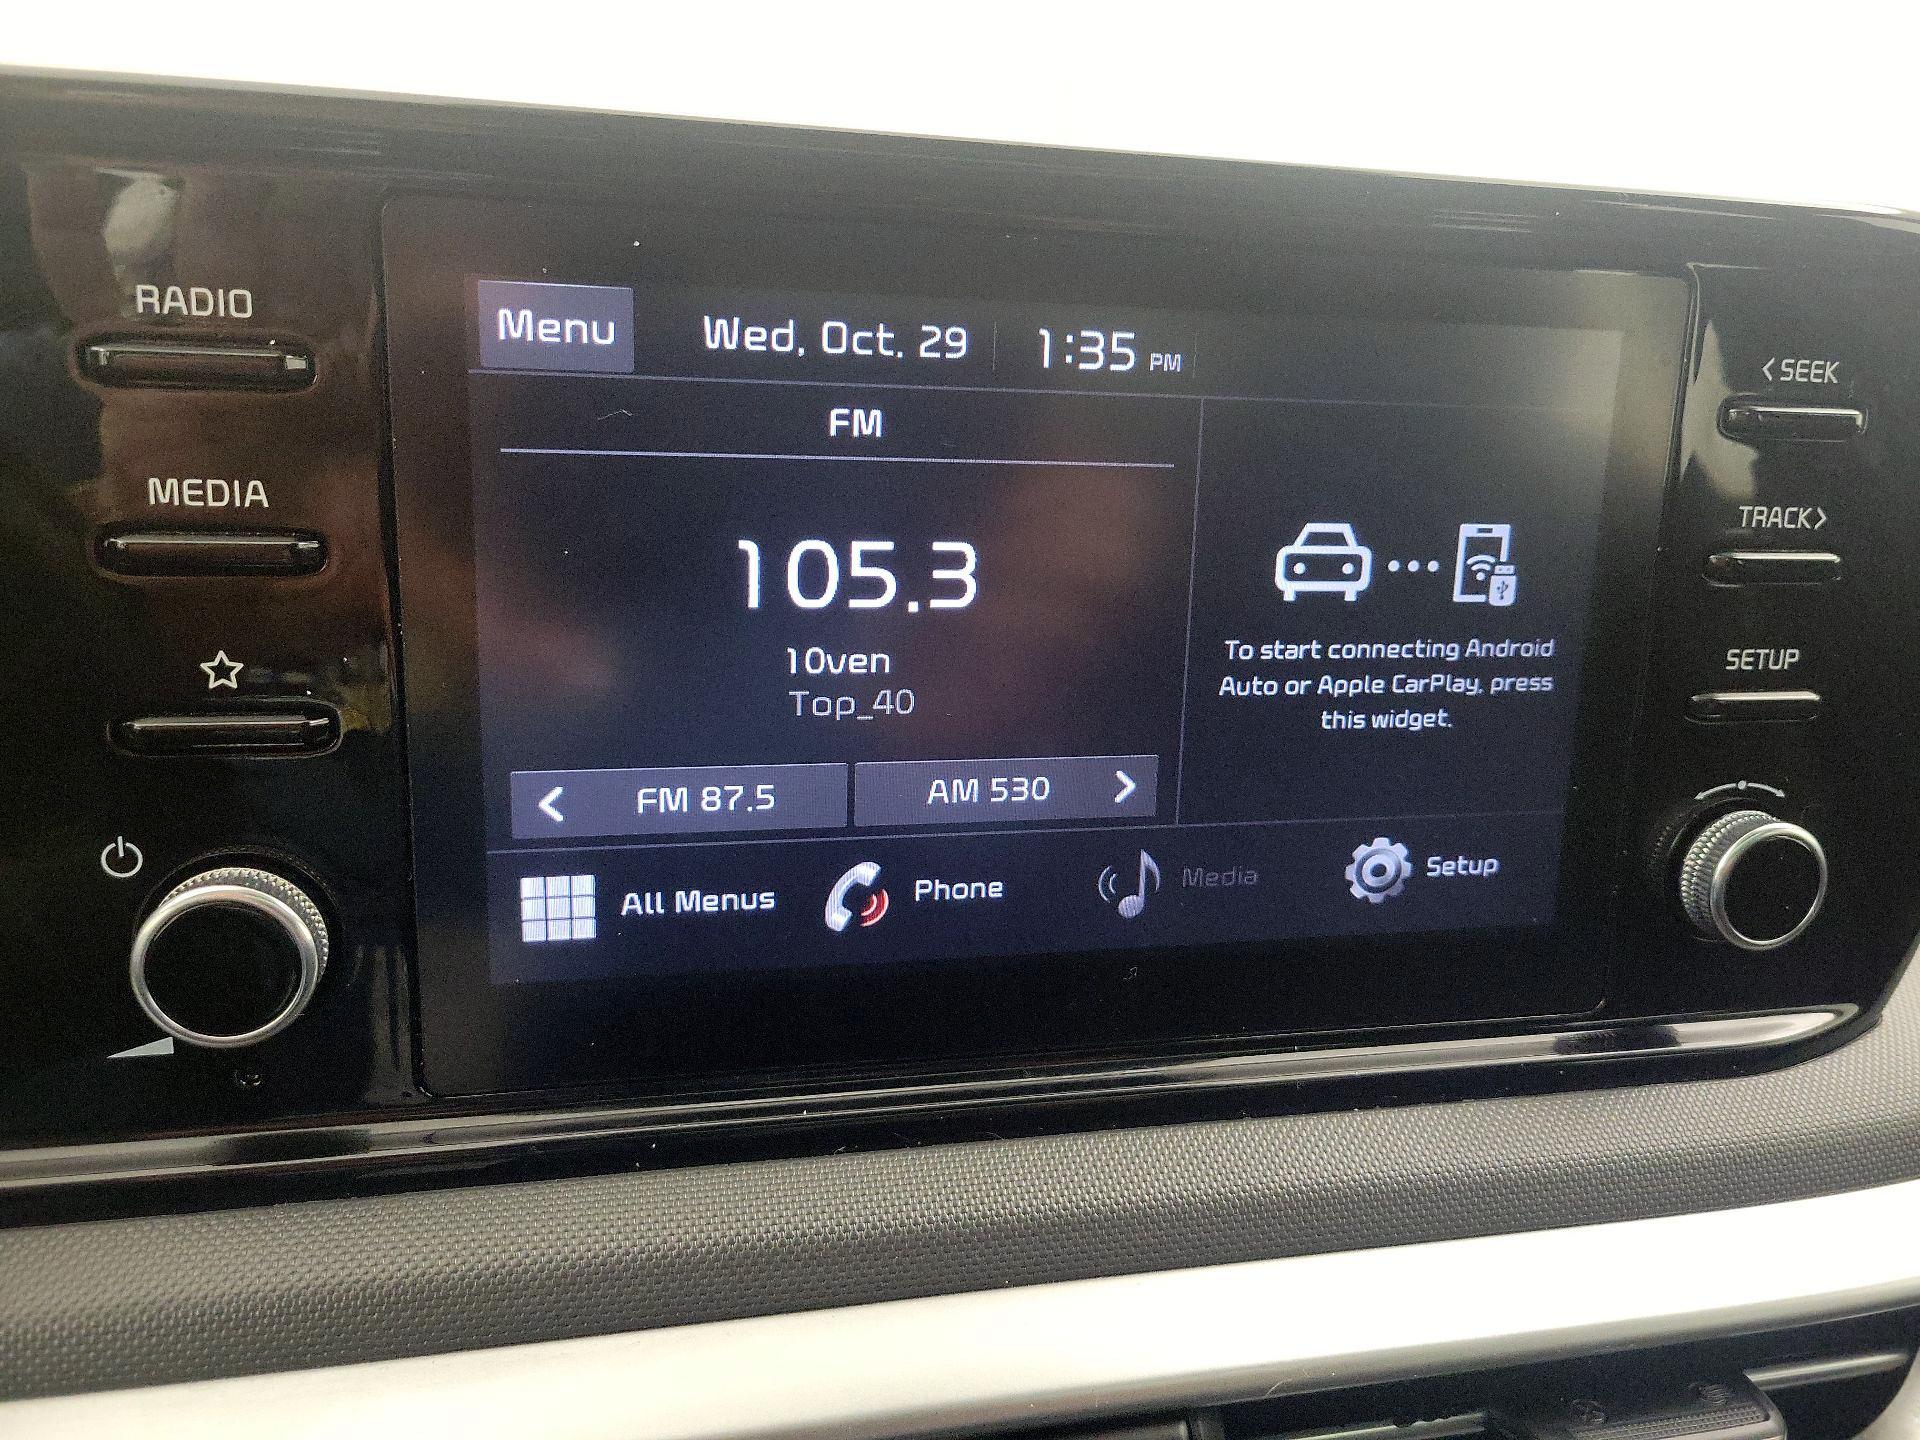 RADIO
MEDIA
Menu
Wed, Oct. 29
1:35 PM
FM
105.3
10ven
Top_40
< FM 87.5
AM 530 >
To start connecting Android
Auto or Apple CarPlay, press
this widget.
All Menus
Phone
Media
Setup
< SEEK
TRACK >
SETUP